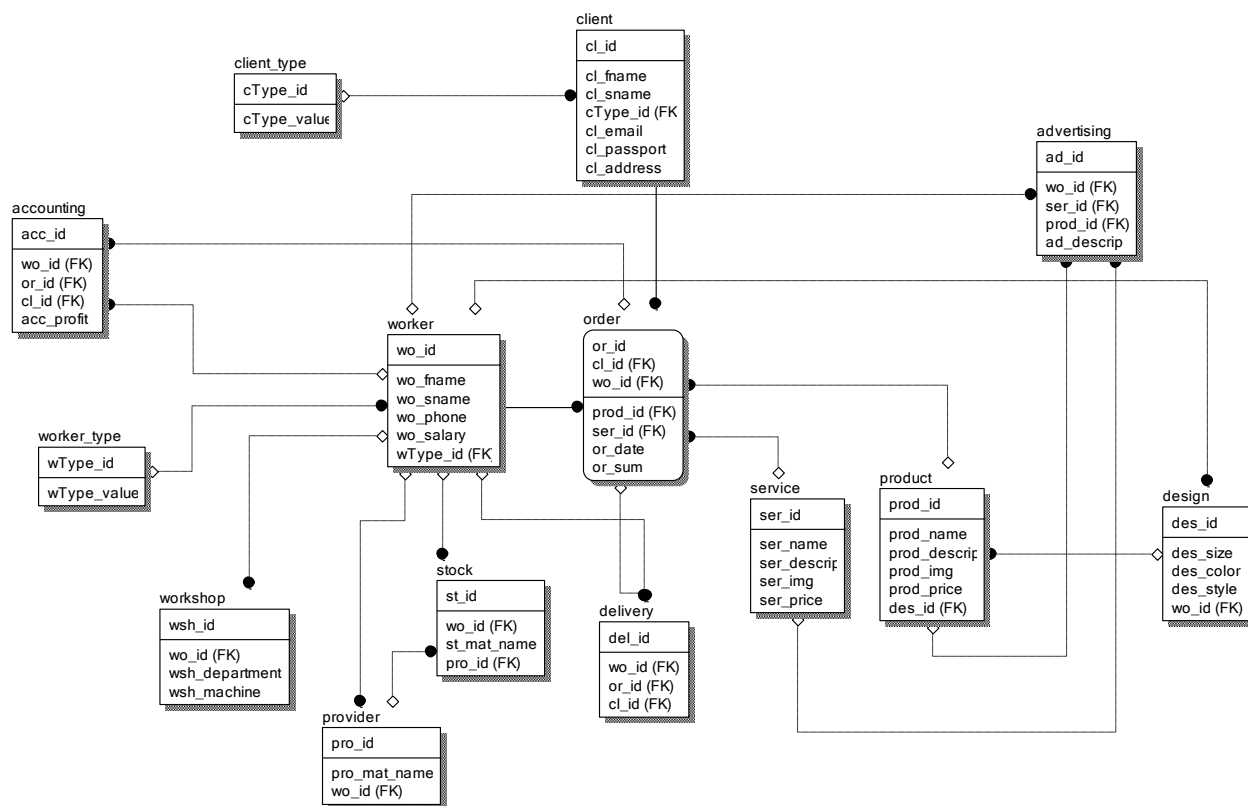 client
cl_id
cl_fname
cl_sname
cType_id (FK
cl_email
cl_passport
cl_address
client_type
cType_id
cType_value
advertising
ad_id
wo_id (FK)
ser_id (FK)
prod_id (FK)
ad_descrip
accounting
acc_id
wo_id (FK)
or_id (FK)
cl_id (FK)
acc_profit
worker
wo_id
wo_fname
wo_sname
wo_phone
wo_salary
wType_id (FK)
order
or_id
cl_id (FK)
wo_id (FK)
prod_id (FK)
ser_id (FK)
or_date
or_sum
worker_type
wType_id
wType_value
service
ser_id
ser_name
ser_descrip
ser_img
ser_price
product
prod_id
prod_name
prod_descrip
prod_img
prod_price
des_id (FK)
design
des_id
des_size
des_color
des_style
wo_id (FK)
workshop
wsh_id
wo_id (FK)
wsh_department
wsh_machine
stock
st_id
wo_id (FK)
st_mat_name
pro_id (FK)
delivery
del_id
wo_id (FK)
or_id (FK)
cl_id (FK)
provider
pro_id
pro_mat_name
wo_id (FK)